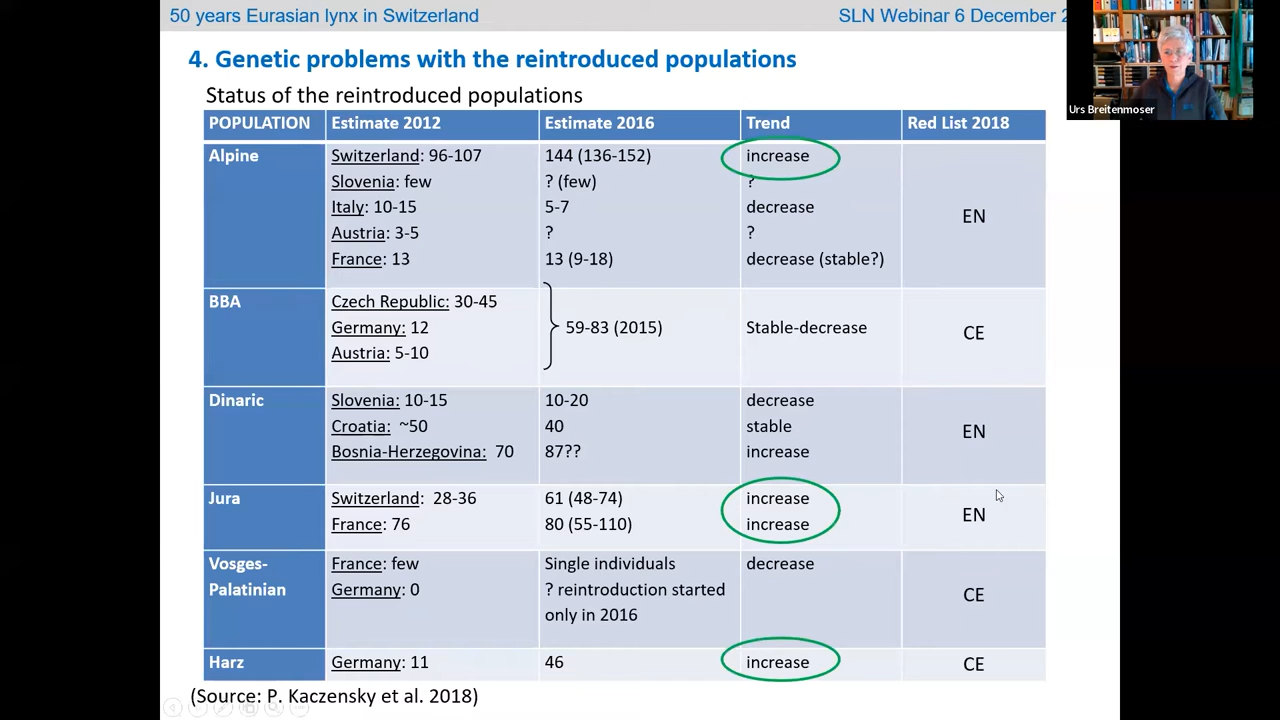 50 years Eurasian lynx in Switzerland
SLN Webinar 6 December
Urs Breitenmoser
4. Genetic problems with the reintroduced populations
Status of the reintroduced populations
POPULATION Estimate 2012 Estimate 2016 Trend Red List 2018
Alpine Switzerland: 96-107 144 (136-152) increase
Slovenia: few ? (few) ?
Italy: 10-15 5-7 decrease EN
Austria: 3-5 ? ?
France: 13 13 (9-18) decrease (stable?)
BBA Czech Republic: 30-45
Germany: 12 59-83 (2015) Stable-decrease CE
Austria: 5-10
Dinaric Slovenia: 10-15 10-20 decrease
Croatia: ~50 40 stable EN
Bosnia-Herzegovina: 70 87?? increase
Jura Switzerland: 28-36 61 (48-74) increase
France: 76 80 (55-110) increase EN
Vosges- France: few Single individuals decrease
Palatinian Germany: 0 ? reintroduction started CE
only in 2016
Harz Germany: 11 46 increase CE
(Source: P. Kaczensky et al. 2018)